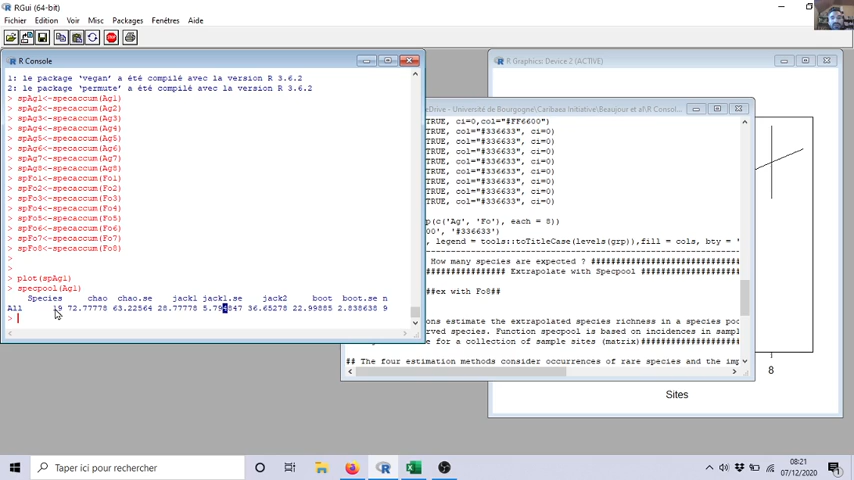 RGui (64-bit)
Fichier Edition Voir Misc Packages Fenêtres Aide
R Console
1: le package ‘vegan’ a été compilé avec la version R 3.6.2
2: le package ‘permute’ a été compilé avec la version R 3.6.2
> spAg1<-specaccum(Ag1)
> spAg2<-specaccum(Ag2)
> spAg3<-specaccum(Ag3)
> spAg4<-specaccum(Ag4)
> spAg5<-specaccum(Ag5)
> spAg6<-specaccum(Ag6)
> spAg7<-specaccum(Ag7)
> spAg8<-specaccum(Ag8)
> spFo1<-specaccum(Fo1)
> spFo2<-specaccum(Fo2)
> spFo3<-specaccum(Fo3)
> spFo4<-specaccum(Fo4)
> spFo5<-specaccum(Fo5)
> spFo6<-specaccum(Fo6)
> spFo7<-specaccum(Fo7)
> spFo8<-specaccum(Fo8)
>
>
> plot(spAg1)
> specpool(Ag1)
Species chao chao.se jack1 jack1.se jack2 boot boot.se n
All 19 72.77778 63.22564 28.77778 5.794847 36.65278 22.99885 2.838638 9
>
R Graphics: Device 2 (ACTIVE)
Drive - Université de Bourgogne\Caribaea Initiative\Beaujour et al\R Consol...
TRUE, ci=0,col="#FF6600")
TRUE, col="#336633", ci=0)
TRUE, col="#336633", ci=0)
TRUE, col="#336633", ci=0)
TRUE, col="#336633", ci=0)
TRUE, col="#336633", ci=0)
TRUE, col="#336633", ci=0)
TRUE, col="#336633", ci=0)
p(c('Ag', 'Fo'), each = 8))
00', '#336633')
, legend = tools::toTitleCase(levels(grp)),fill = cols, bty = '
How many species are expected ? ######################
############## Extrapolate with Specpool ##############
##ex with Fo8##
ions estimate the extrapolated species richness in a species poo
erved species. Function specpool is based on incidences in sampl
te for a collection of sample sites (matrix)####################
## The four estimation methods consider occurrences of rare species and the imp
8
Sites
Taper ici pour rechercher
08:21
07/12/2020